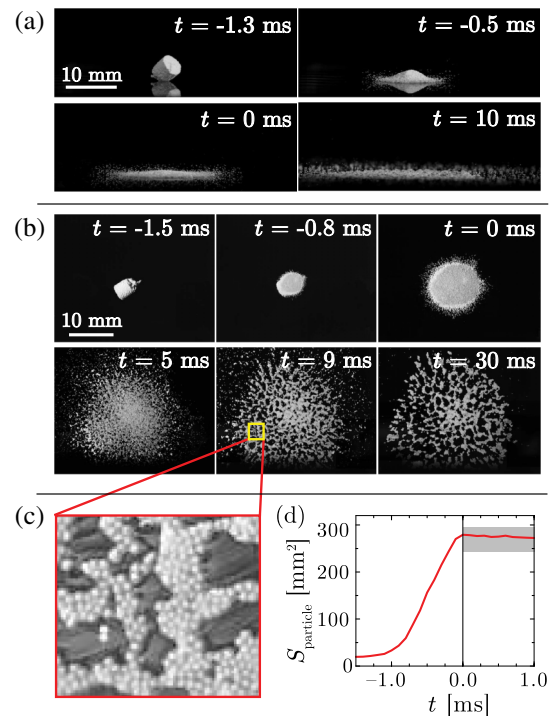 (a)
t = -1.3 ms
t = -0.5 ms
10 mm
t = 0 ms
t = 10 ms
(b)
t = -1.5 ms
t = -0.8 ms
t = 0 ms
10 mm
t = 5 ms
t = 9 ms
t = 30 ms
(c)
(d)
300
200
100
0
S_particle [mm²]
-1.0
0.0
1.0
t [ms]